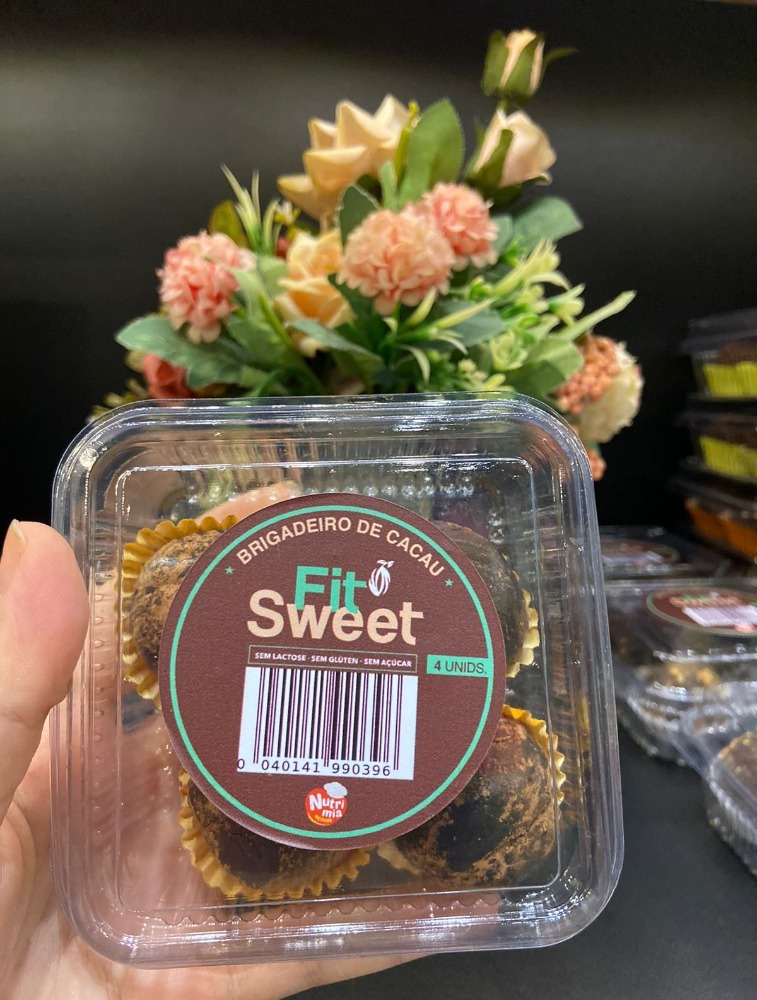 BRIGADEIRO DE CACAU
Fit
Sweet
SEM LACTOSE · SEM GLÚTEN · SEM AÇÚCAR
4 UNIDS.
0 040141 990396
Nutri
mia